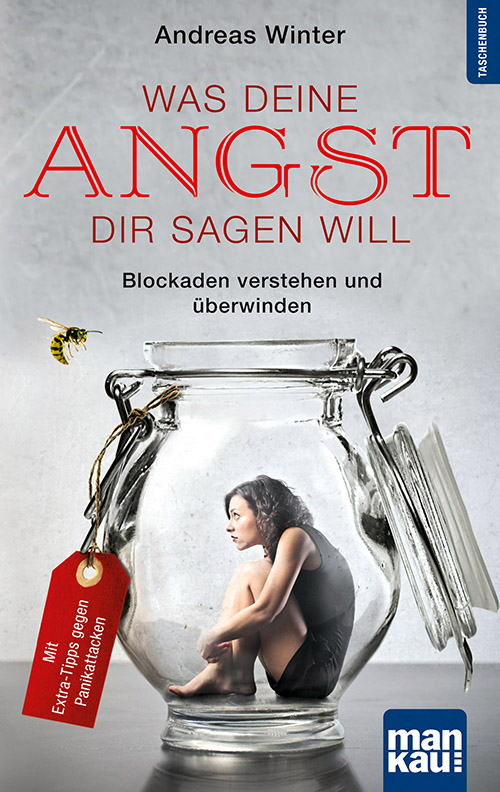 TASCHENBUCH
Andreas Winter
WAS DEINE
ANGST
DIR SAGEN WILL
Blockaden verstehen und
überwinden
Mit
Extra-Tipps gegen
Panikattacken
man
kau!!!